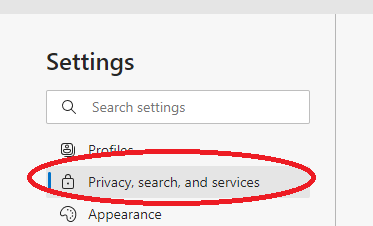 Settings
Search settings
Profiles
Privacy, search, and services
Appearance